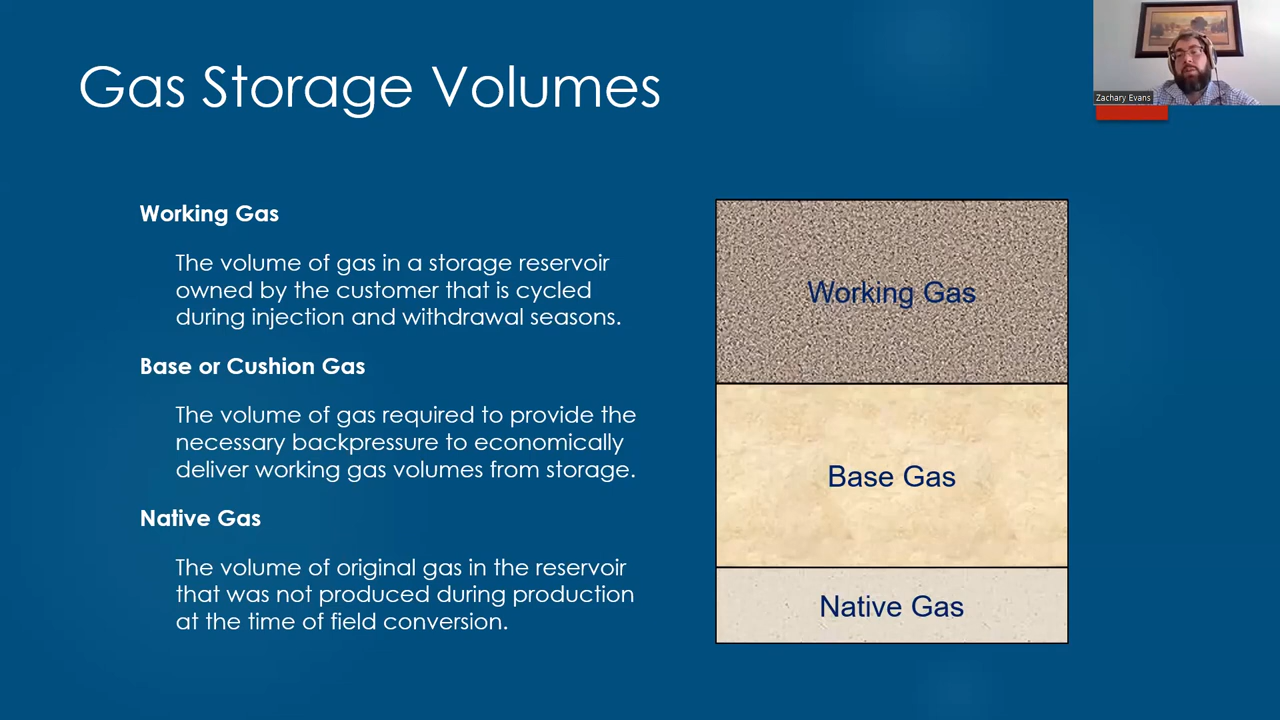 Gas Storage Volumes
Zachary Evans
Working Gas
The volume of gas in a storage reservoir
owned by the customer that is cycled
during injection and withdrawal seasons.
Base or Cushion Gas
The volume of gas required to provide the
necessary backpressure to economically
deliver working gas volumes from storage.
Native Gas
The volume of original gas in the reservoir
that was not produced during production
at the time of field conversion.
Working Gas
Base Gas
Native Gas